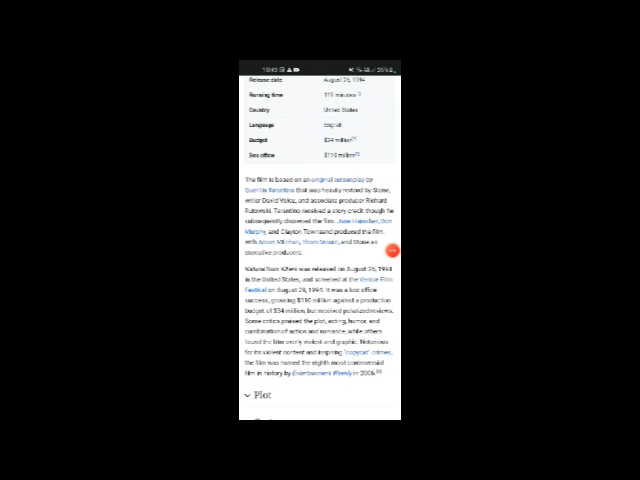 Release date August 26, 1994
Running time 119 minutes
Country United States
Language English
Budget $34 million
Box office $110 million
The film is based on an original screenplay by
Quentin Tarantino that was heavily revised by Stone,
writer David Veloz, and associate producer Richard
Rutowski. Tarantino received a story credit though he
subsequently disowned the film. Jane Hamsher, Don
Murphy, and Clayton Townsend produced the film,
with Arnon Milchan, Thom Mount, and Stone as
executive producers.
Natural Born Killers was released on August 26, 1994
in the United States, and screened at the Venice Film
Festival on August 29, 1994. It was a box office
success, grossing $110 million against a production
budget of $34 million, but received polarized reviews.
Some critics praised the plot, acting, humor, and
combination of action and romance, while others
found the film overly violent and graphic. Notorious
for its violent content and inspiring "copycat" crimes,
the film was named the eighth most controversial
film in history by Entertainment Weekly in 2006.
Plot